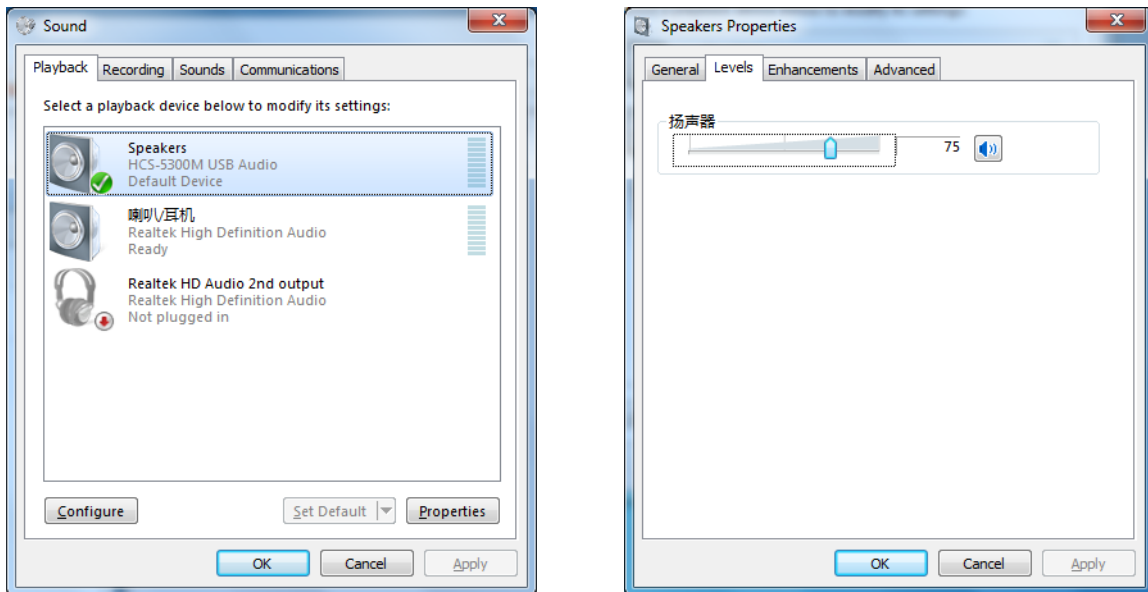 Sound
Playback Recording Sounds Communications
Select a playback device below to modify its settings:
Speakers
HCS-5300M USB Audio
Default Device
喇叭/耳机
Realtek High Definition Audio
Ready
Realtek HD Audio 2nd output
Realtek High Definition Audio
Not plugged in
Configure Set Default Properties
OK Cancel Apply
Speakers Properties
General Levels Enhancements Advanced
扬声器
75
OK Cancel Apply